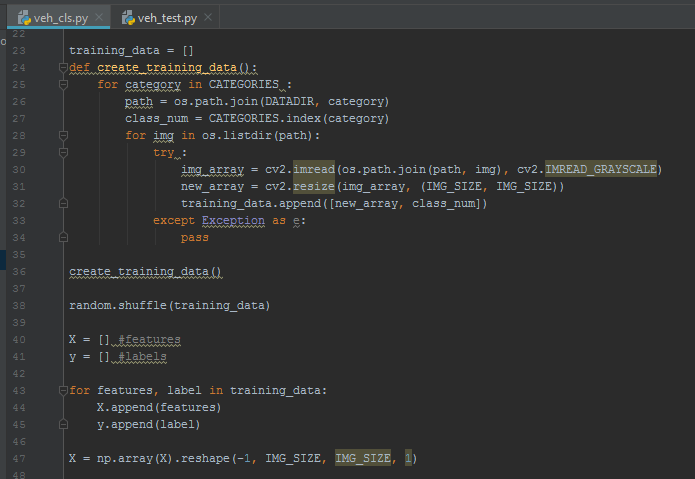 veh_cls.py veh_test.py
22
23 training_data = []
24 def create_training_data():
25 for category in CATEGORIES :
26 path = os.path.join(DATADIR, category)
27 class_num = CATEGORIES.index(category)
28 for img in os.listdir(path):
29 try :
30 img_array = cv2.imread(os.path.join(path, img), cv2.IMREAD_GRAYSCALE)
31 new_array = cv2.resize(img_array, (IMG_SIZE, IMG_SIZE))
32 training_data.append([new_array, class_num])
33 except Exception as e:
34 pass
35
36 create_training_data()
37
38 random.shuffle(training_data)
39
40 X = [] #features
41 y = [] #labels
42
43 for features, label in training_data:
44 X.append(features)
45 y.append(label)
46
47 X = np.array(X).reshape(-1, IMG_SIZE, IMG_SIZE, 1)
48